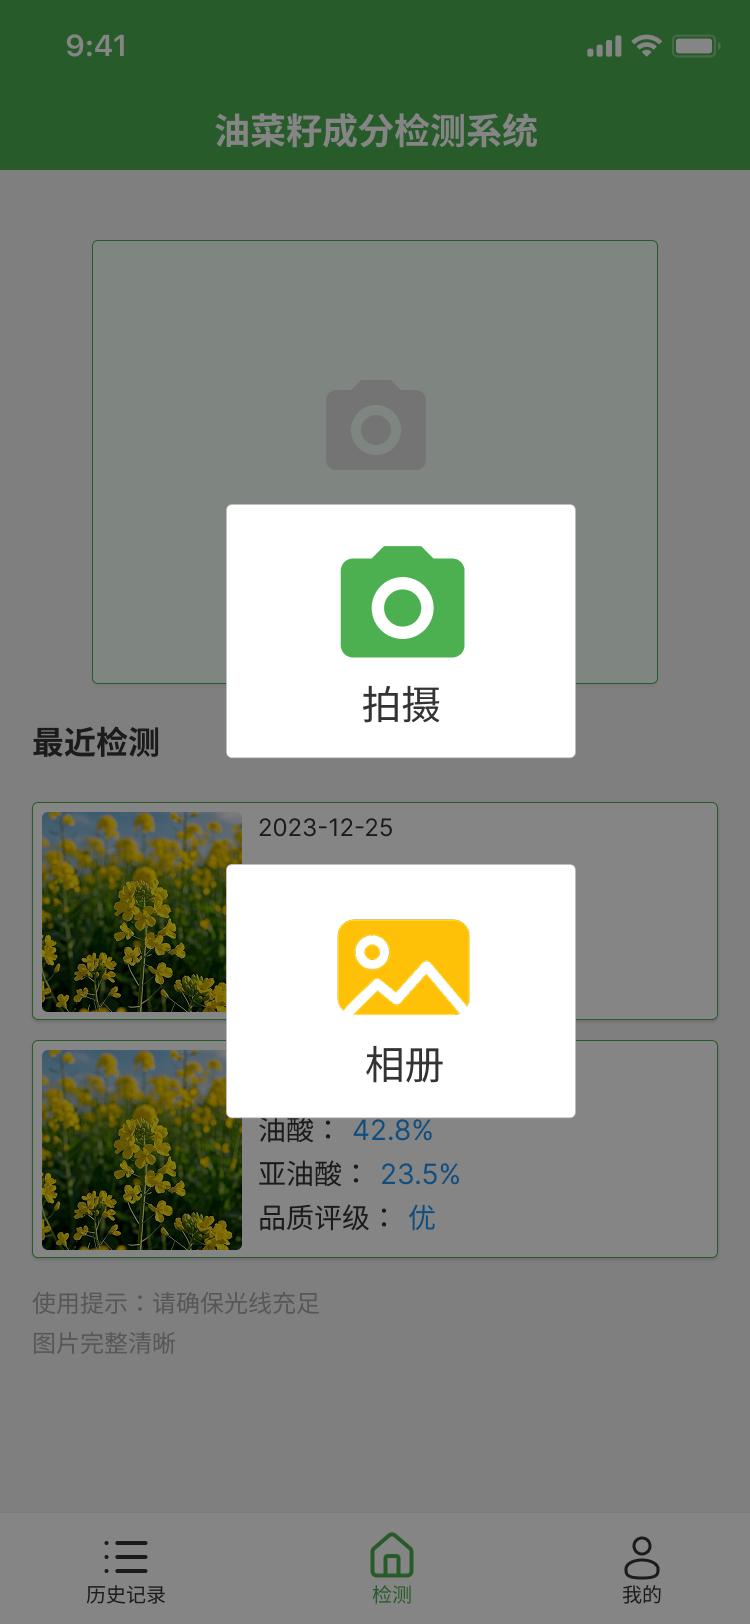 9:41
油菜籽成分检测系统
拍摄
最近检测
2023-12-25
相册
油酸： 42.8%
亚油酸： 23.5%
品质评级： 优
使用提示：请确保光线充足
图片完整清晰
历史记录
检测
我的